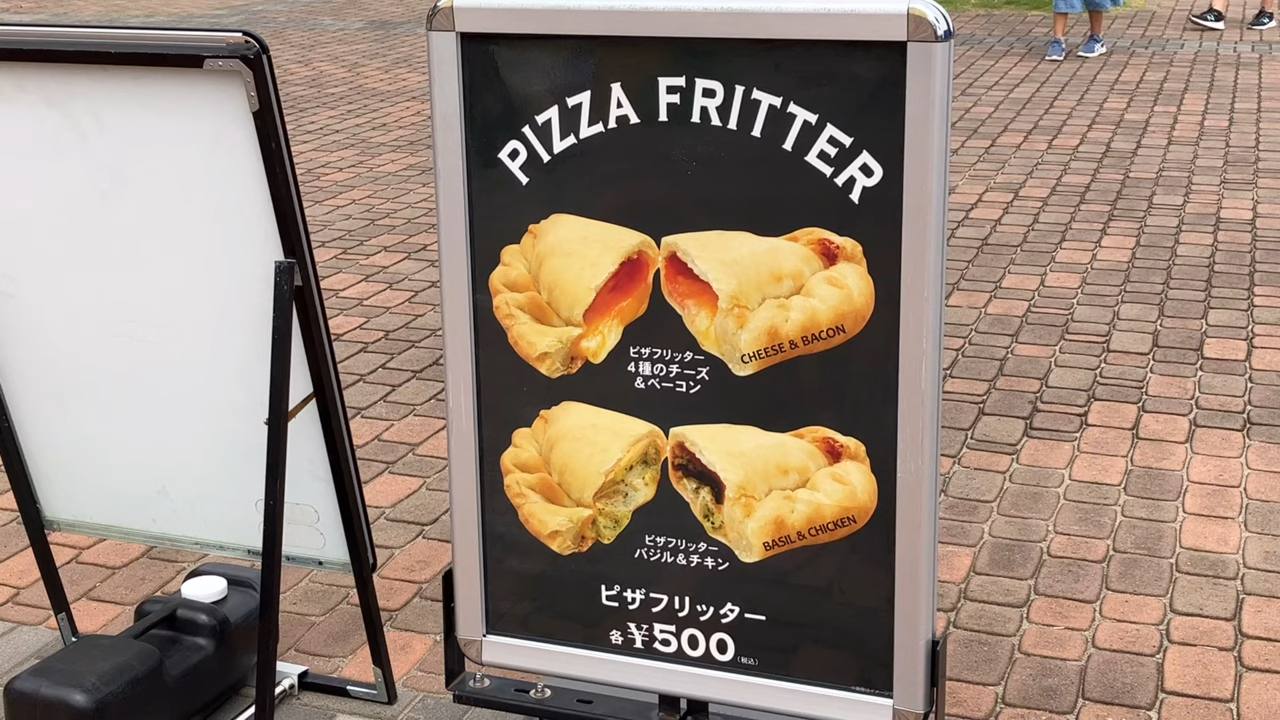 PIZZA FRITTER
ピザフリッター
4種のチーズ
&ベーコン
CHEESE & BACON
ピザフリッター
バジル&チキン
BASIL & CHICKEN
ピザフリッター
各¥500(税込)